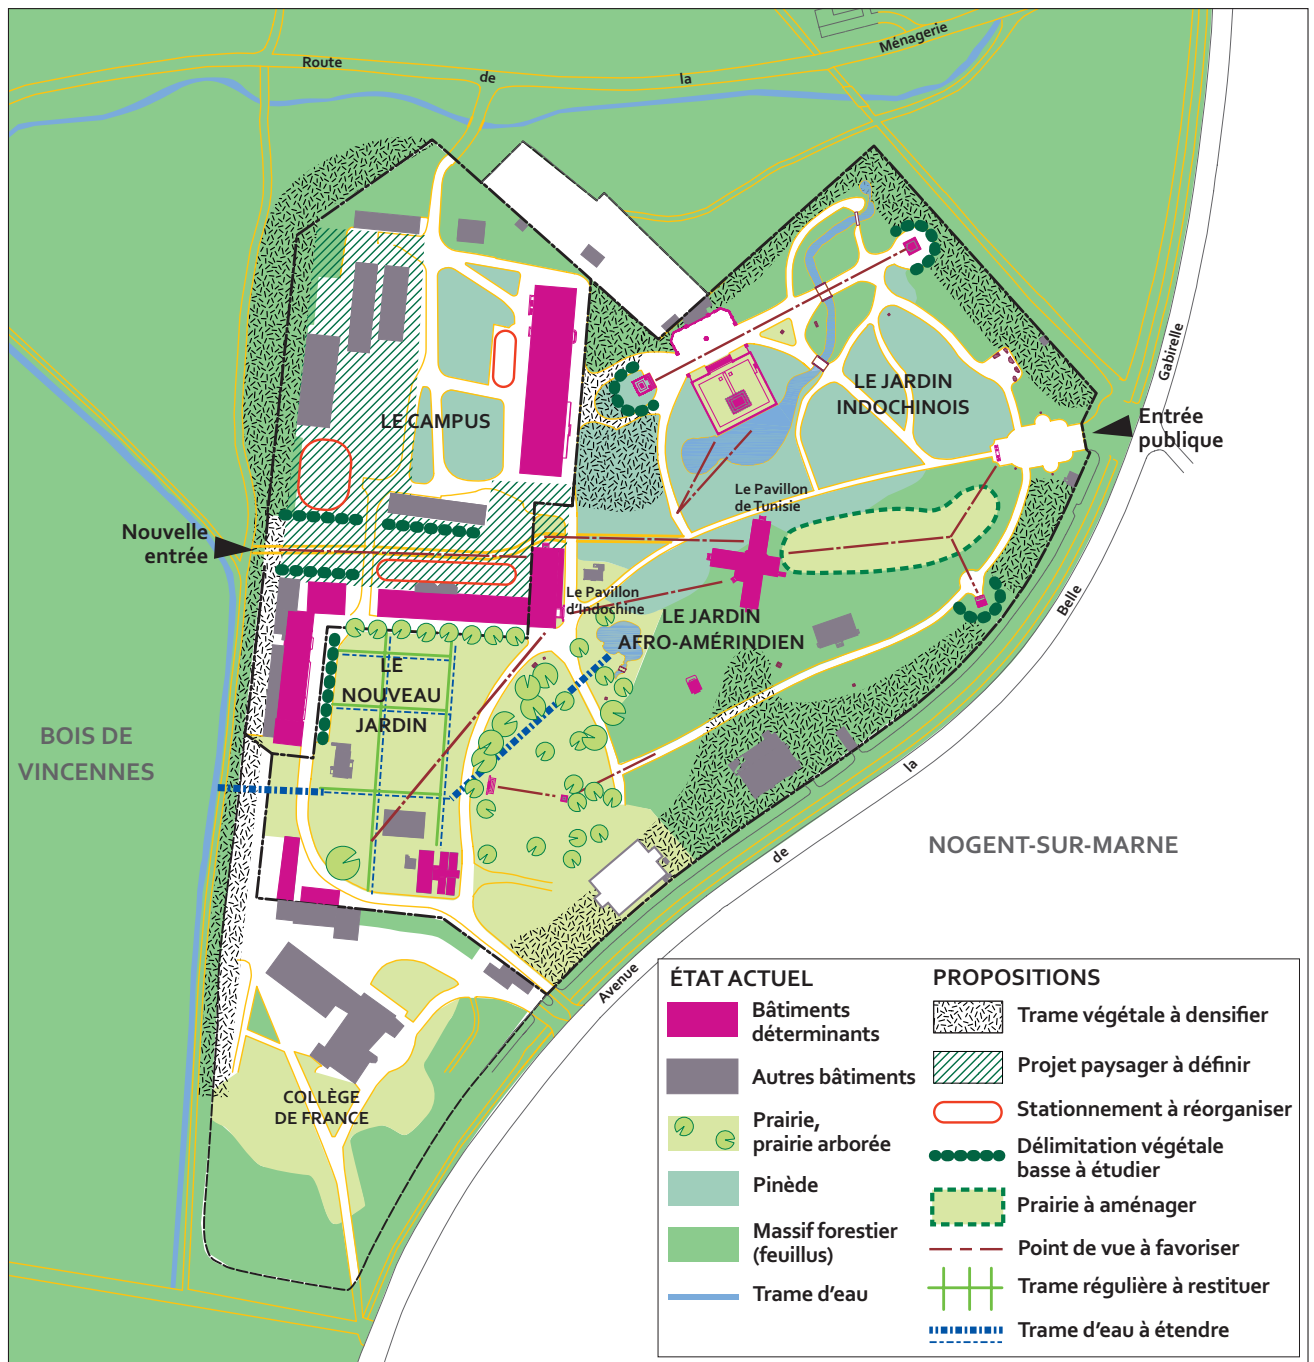 Route de la Ménagerie
Gabirelle
LE JARDIN
INDOCHINOIS
LE CAMPUS
Entrée
publique
Le Pavillon
de Tunisie
Nouvelle
entrée
Le Pavillon
d'Indochine
LE JARDIN
AFRO-AMÉRINDIEN
LE
NOUVEAU
JARDIN
BOIS DE
VINCENNES
NOGENT-SUR-MARNE
Avenue de la Belle
COLLÈGE
DE FRANCE
ÉTAT ACTUEL
Bâtiments
déterminants
Autres bâtiments
Prairie,
prairie arborée
Pinède
Massif forestier
(feuillus)
Trame d'eau
PROPOSITIONS
Trame végétale à densifier
Projet paysager à définir
Stationnement à réorganiser
Délimitation végétale
basse à étudier
Prairie à aménager
Point de vue à favoriser
Trame régulière à restituer
Trame d'eau à étendre